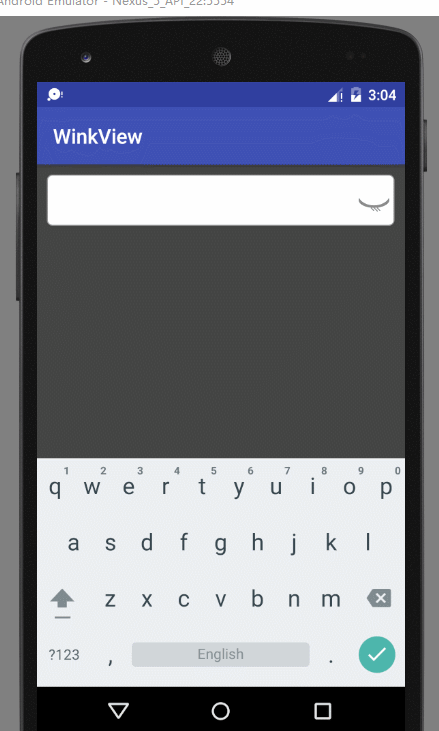 Android Emulator - Nexus_5_API_22:5554
3:04
WinkView
1 2 3 4 5 6 7 8 9 0
q w e r t y u i o p
a s d f g h j k l
z x c v b n m
?123 , English .